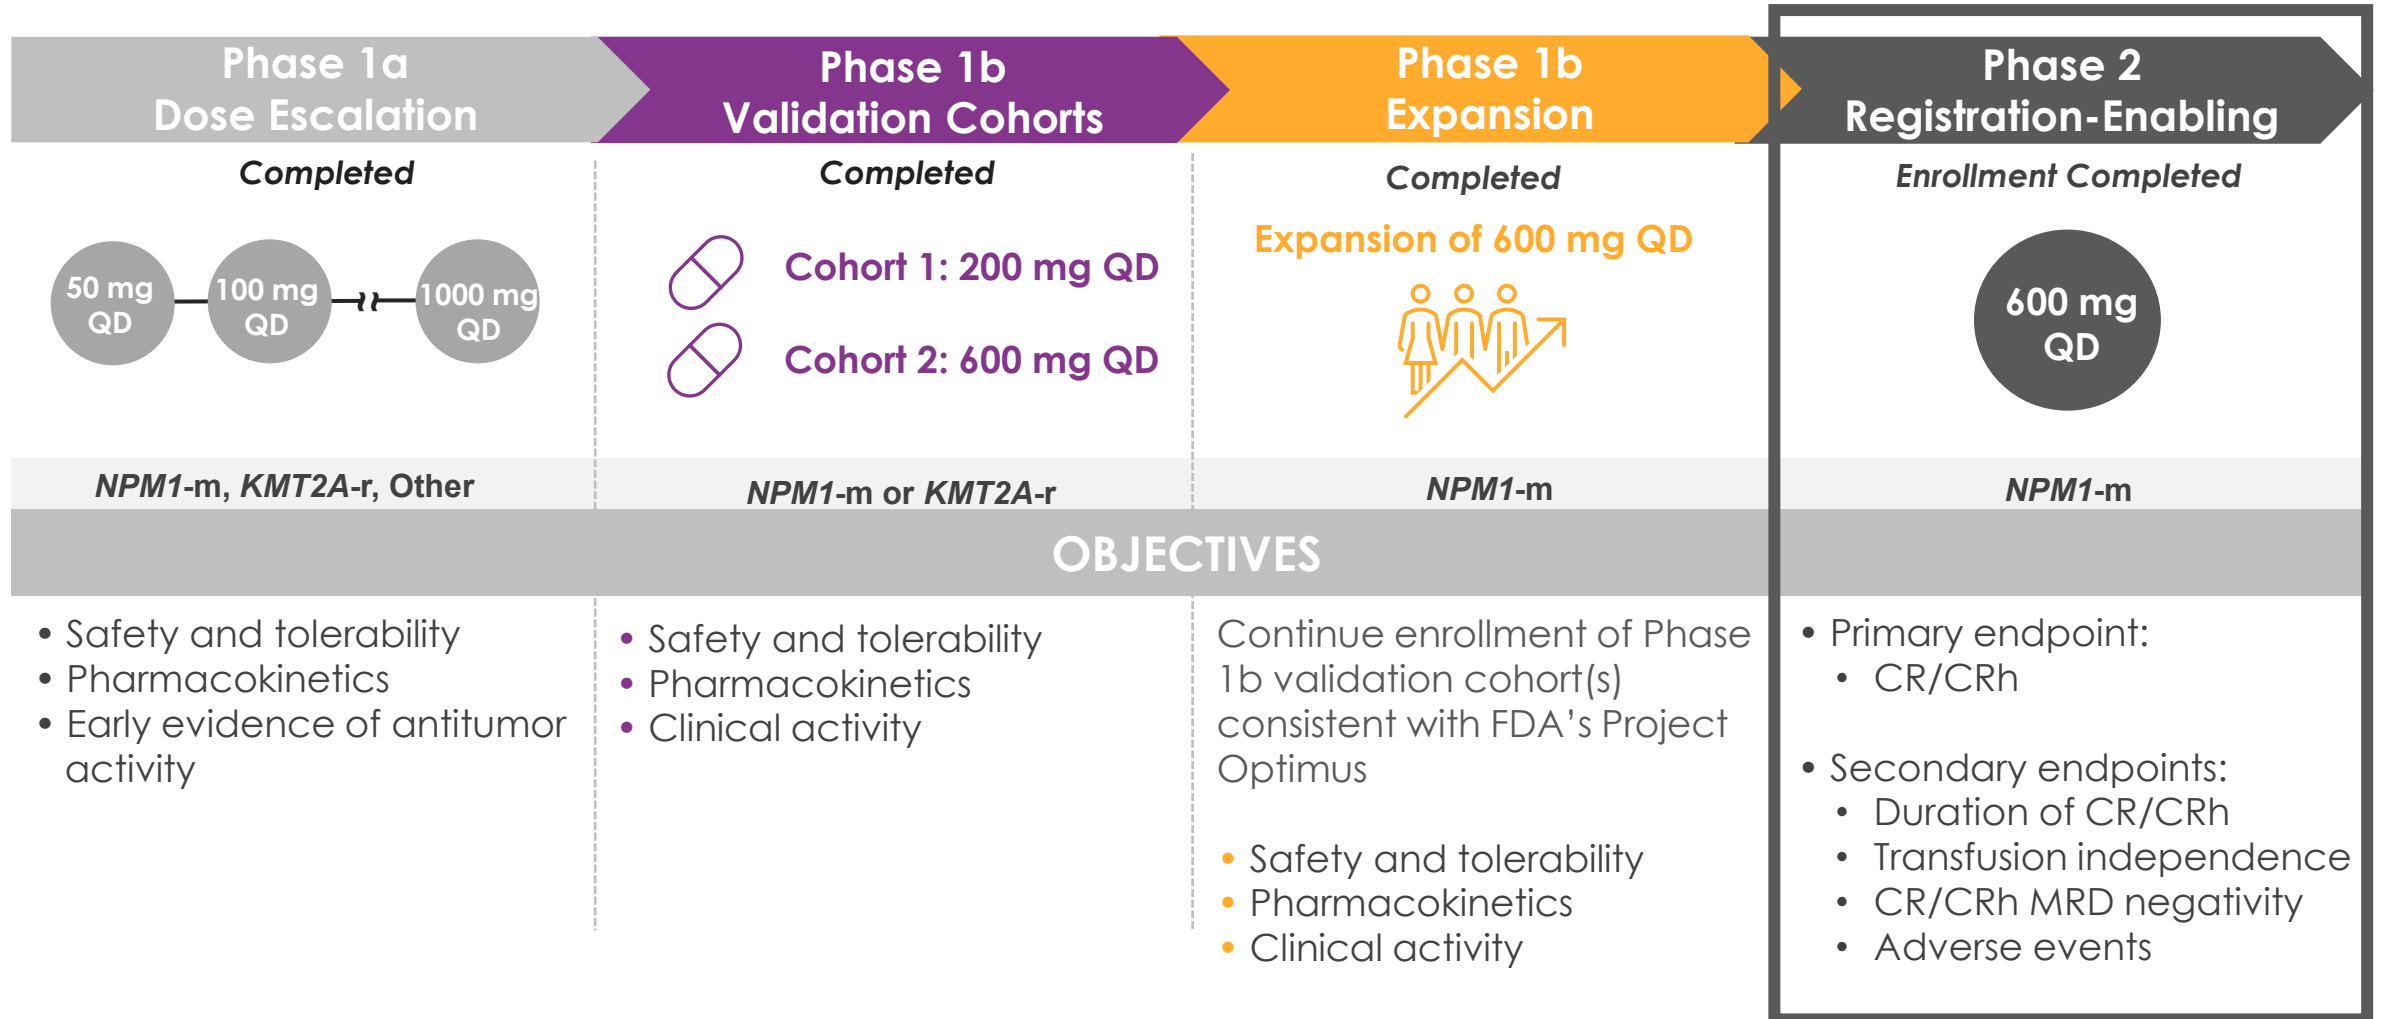 Phase 1a
Dose Escalation
Completed
50 mg
QD
100 mg
QD
1000 mg
QD
NPM1-m, KMT2A-r, Other
Phase 1b
Validation Cohorts
Completed
Cohort 1: 200 mg QD
Cohort 2: 600 mg QD
NPM1-m or KMT2A-r
Phase 1b
Expansion
Completed
Expansion of 600 mg QD
NPM1-m
Phase 2
Registration-Enabling
Enrollment Completed
600 mg
QD
NPM1-m
OBJECTIVES
• Safety and tolerability
• Pharmacokinetics
• Early evidence of antitumor
activity
• Safety and tolerability
• Pharmacokinetics
• Clinical activity
Continue enrollment of Phase
1b validation cohort(s)
consistent with FDA’s Project
Optimus
• Safety and tolerability
• Pharmacokinetics
• Clinical activity
• Primary endpoint:
• CR/CRh
• Secondary endpoints:
• Duration of CR/CRh
• Transfusion independence
• CR/CRh MRD negativity
• Adverse events